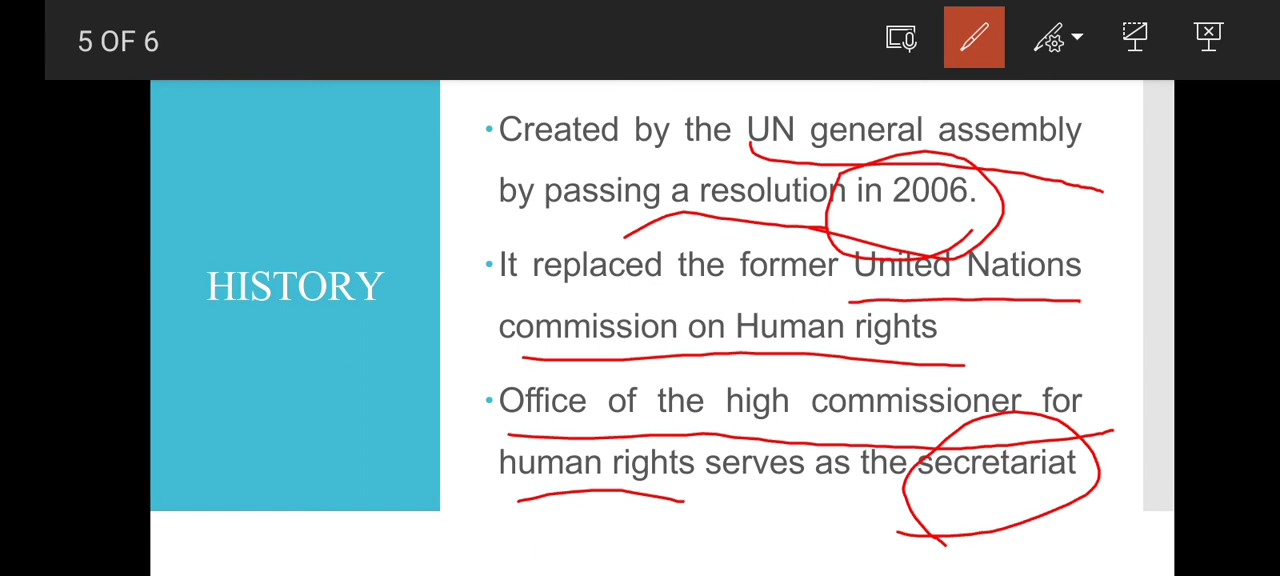 5 OF 6
HISTORY
•Created by the UN general assembly
by passing a resolution in 2006.
•It replaced the former United Nations
commission on Human rights
•Office of the high commissioner for
human rights serves as the secretariat